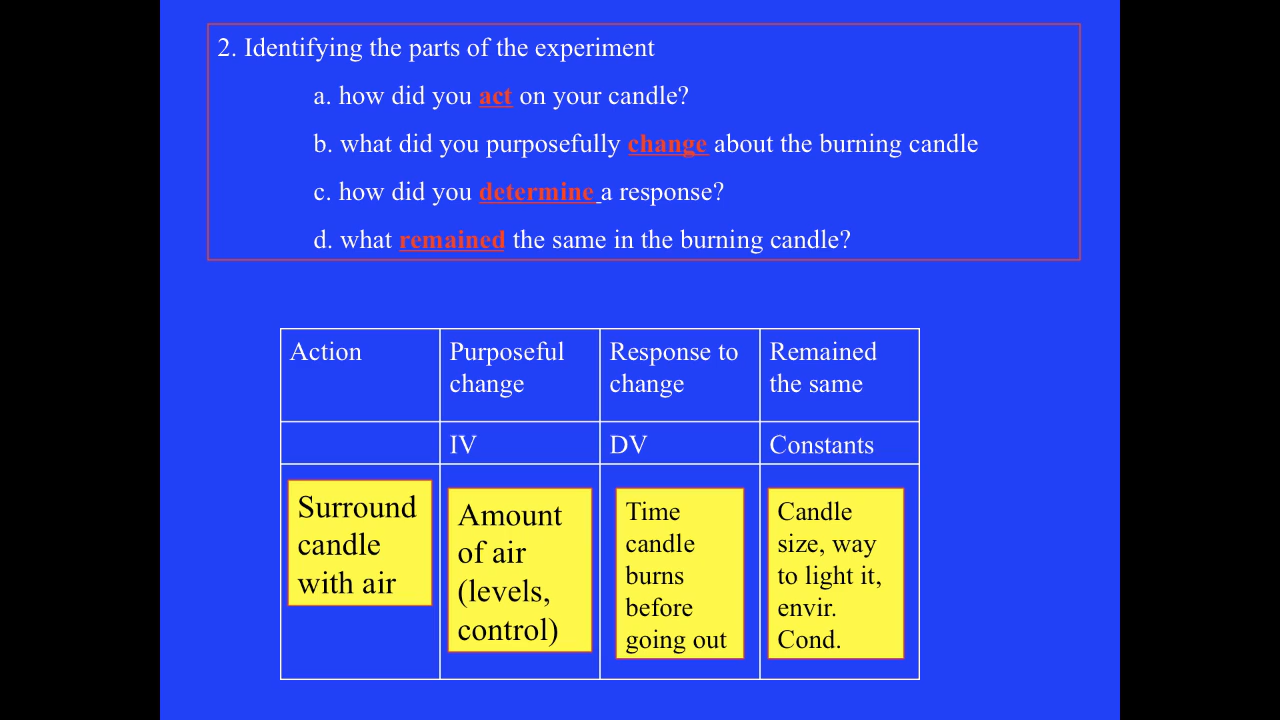 2. Identifying the parts of the experiment
a. how did you act on your candle?
b. what did you purposefully change about the burning candle
c. how did you determine a response?
d. what remained the same in the burning candle?
Action
Purposeful
change
Response to
change
Remained
the same
IV
DV
Constants
Surround
candle
with air
Amount
of air
(levels,
control)
Time
candle
burns
before
going out
Candle
size, way
to light it,
envir.
Cond.